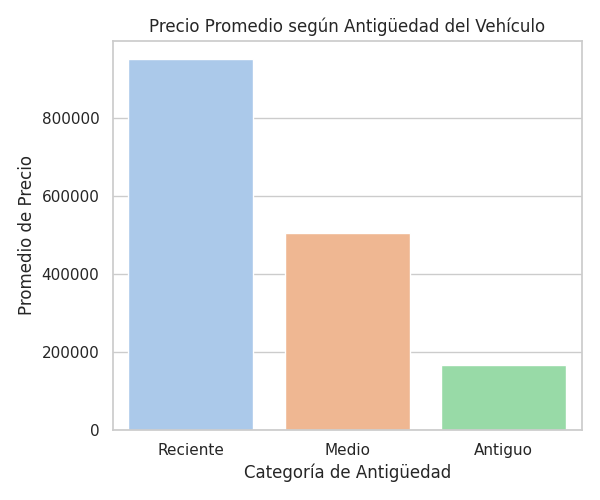 Precio Promedio según Antigüedad del Vehículo
Promedio de Precio
800000
600000
400000
200000
0
Reciente
Medio
Antiguo
Categoría de Antigüedad